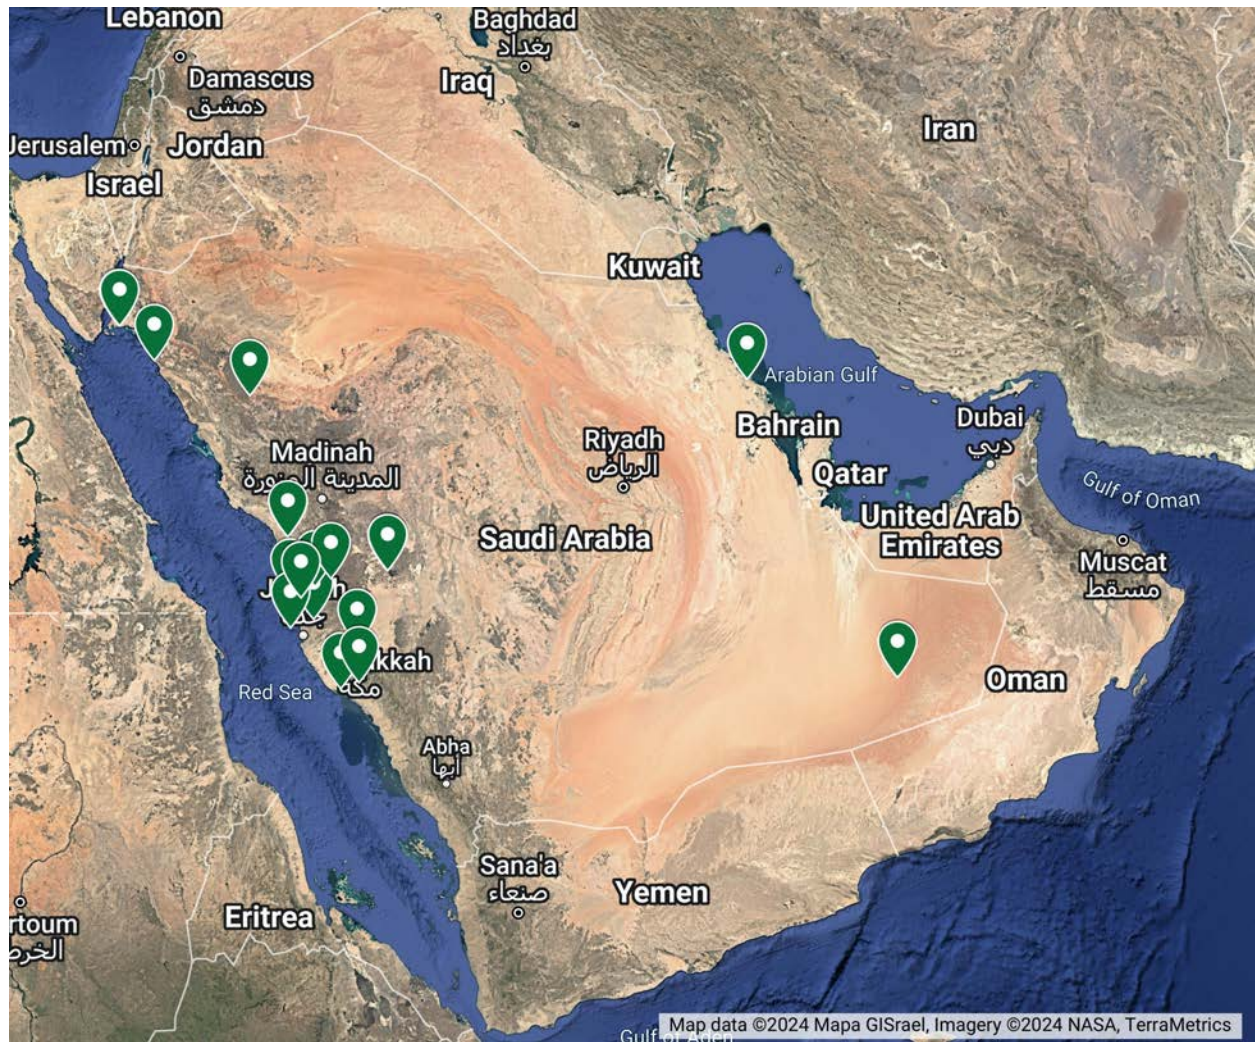 Lebanon
Baghdad
بغداد
Damascus
دمشق
Iraq
Iran
Jerusalem
Jordan
Israel
Kuwait
Arabian Gulf
Bahrain
Dubai
دبي
Madinah
المدينة المنورة
Riyadh
الرياض
Qatar
Gulf of Oman
United Arab
Emirates
Saudi Arabia
Muscat
مسقط
Red Sea
مكة
Oman
Abha
أبها
Sana'a
صنعاء
Yemen
Eritrea
rtoum
Gulf of Aden
Map data ©2024 Mapa GISrael, Imagery ©2024 NASA, TerraMetrics